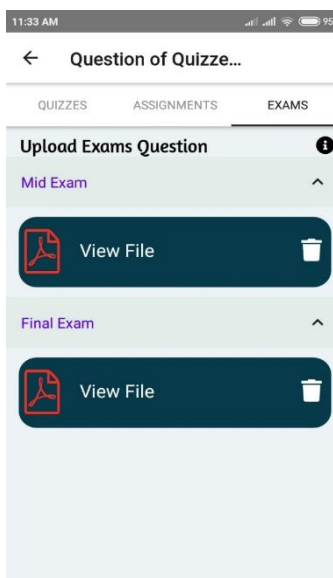 11:33 AM 95
Question of Quizze...
QUIZZES ASSIGNMENTS EXAMS
Upload Exams Question
Mid Exam
View File
Final Exam
View File